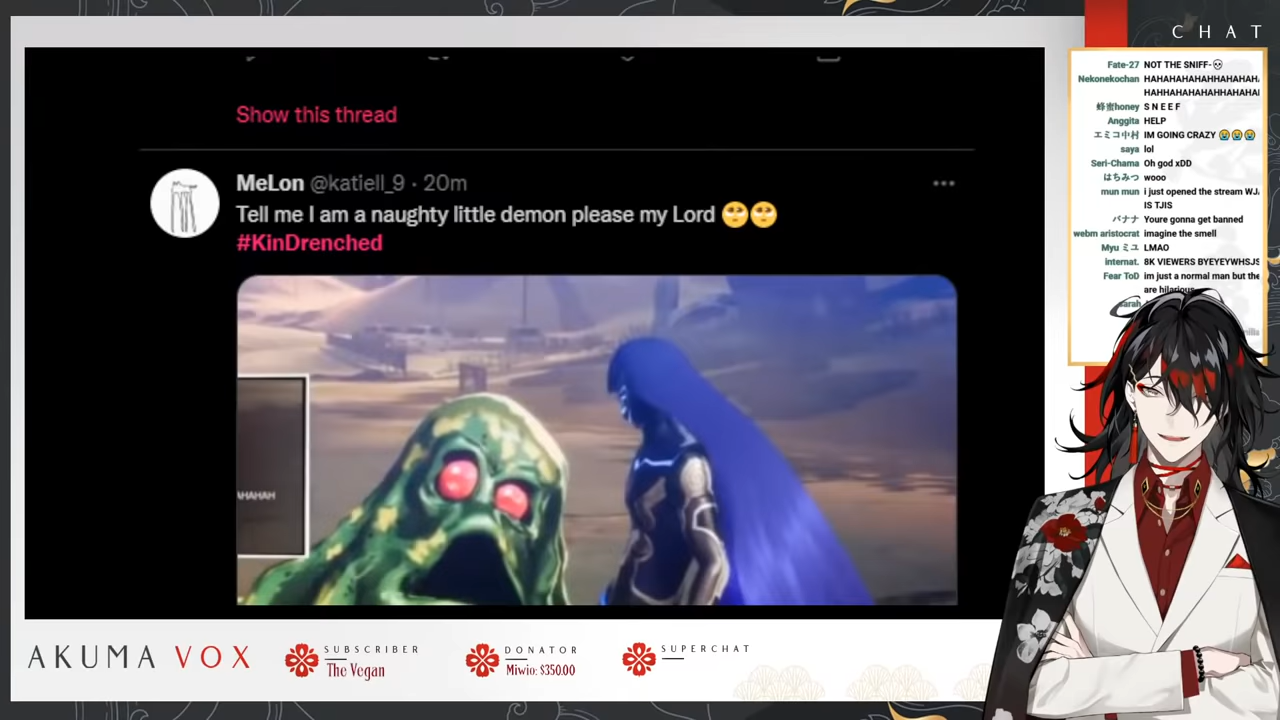 CHAT
Show this thread
MeLon @katiell_9 · 20m
Tell me I am a naughty little demon please my Lord 🥺🥺
#KinDrenched
AHAHAH
Fate-27 NOT THE SNIFF-💀
Nekonekochan HAHAHAHAHAHHAHAHAH
HAHHAHAHAHAHHAHAHA
蜂蜜honey S N E E F
Anggita HELP
エミコ中村 IM GOING CRAZY 😭😭😭
saya lol
Seri-Chama Oh god xDD
はちみつ wooo
mun mun i just opened the stream WJ
IS TJIS
バナナ Youre gonna get banned
webm aristocrat imagine the smell
Myu ミユ LMAO
internat. 8K VIEWERS BYEYEYWHSJS
Fear ToD im just a normal man but the
are hilarious
sarah
AKUMA VOX
SUBSCRIBER
The Vegan
DONATOR
Miwio: $350.00
SUPERCHAT